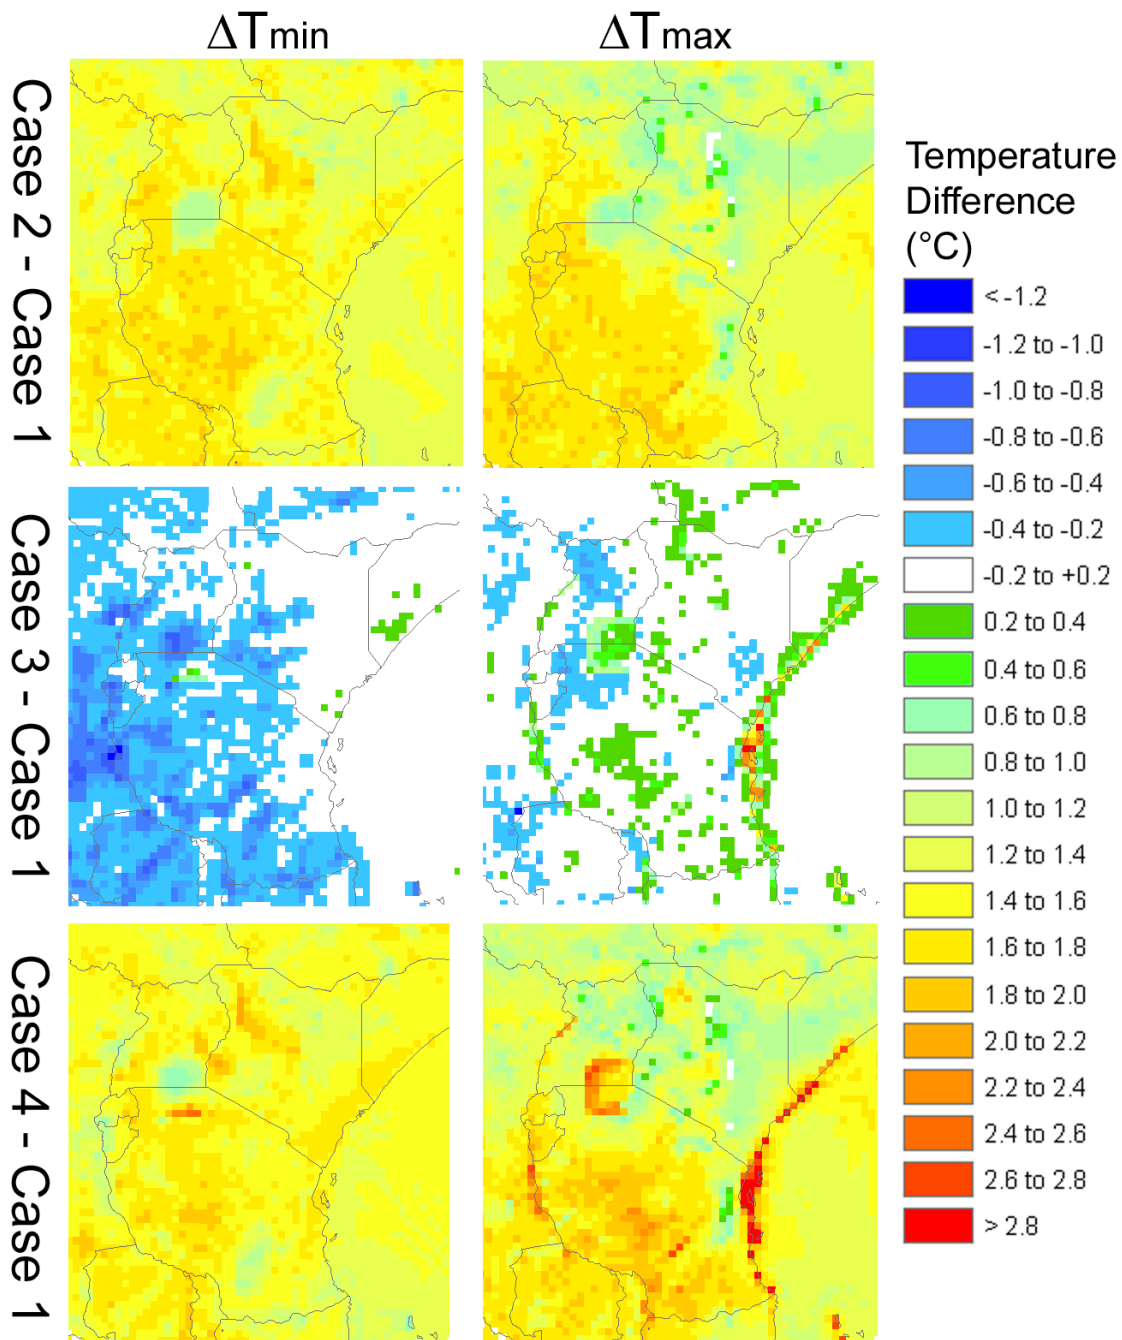 ΔTmin
ΔTmax
Case 2 - Case 1
Case 3 - Case 1
Case 4 - Case 1
Temperature
Difference
(°C)
< -1.2
-1.2 to -1.0
-1.0 to -0.8
-0.8 to -0.6
-0.6 to -0.4
-0.4 to -0.2
-0.2 to +0.2
0.2 to 0.4
0.4 to 0.6
0.6 to 0.8
0.8 to 1.0
1.0 to 1.2
1.2 to 1.4
1.4 to 1.6
1.6 to 1.8
1.8 to 2.0
2.0 to 2.2
2.2 to 2.4
2.4 to 2.6
2.6 to 2.8
> 2.8